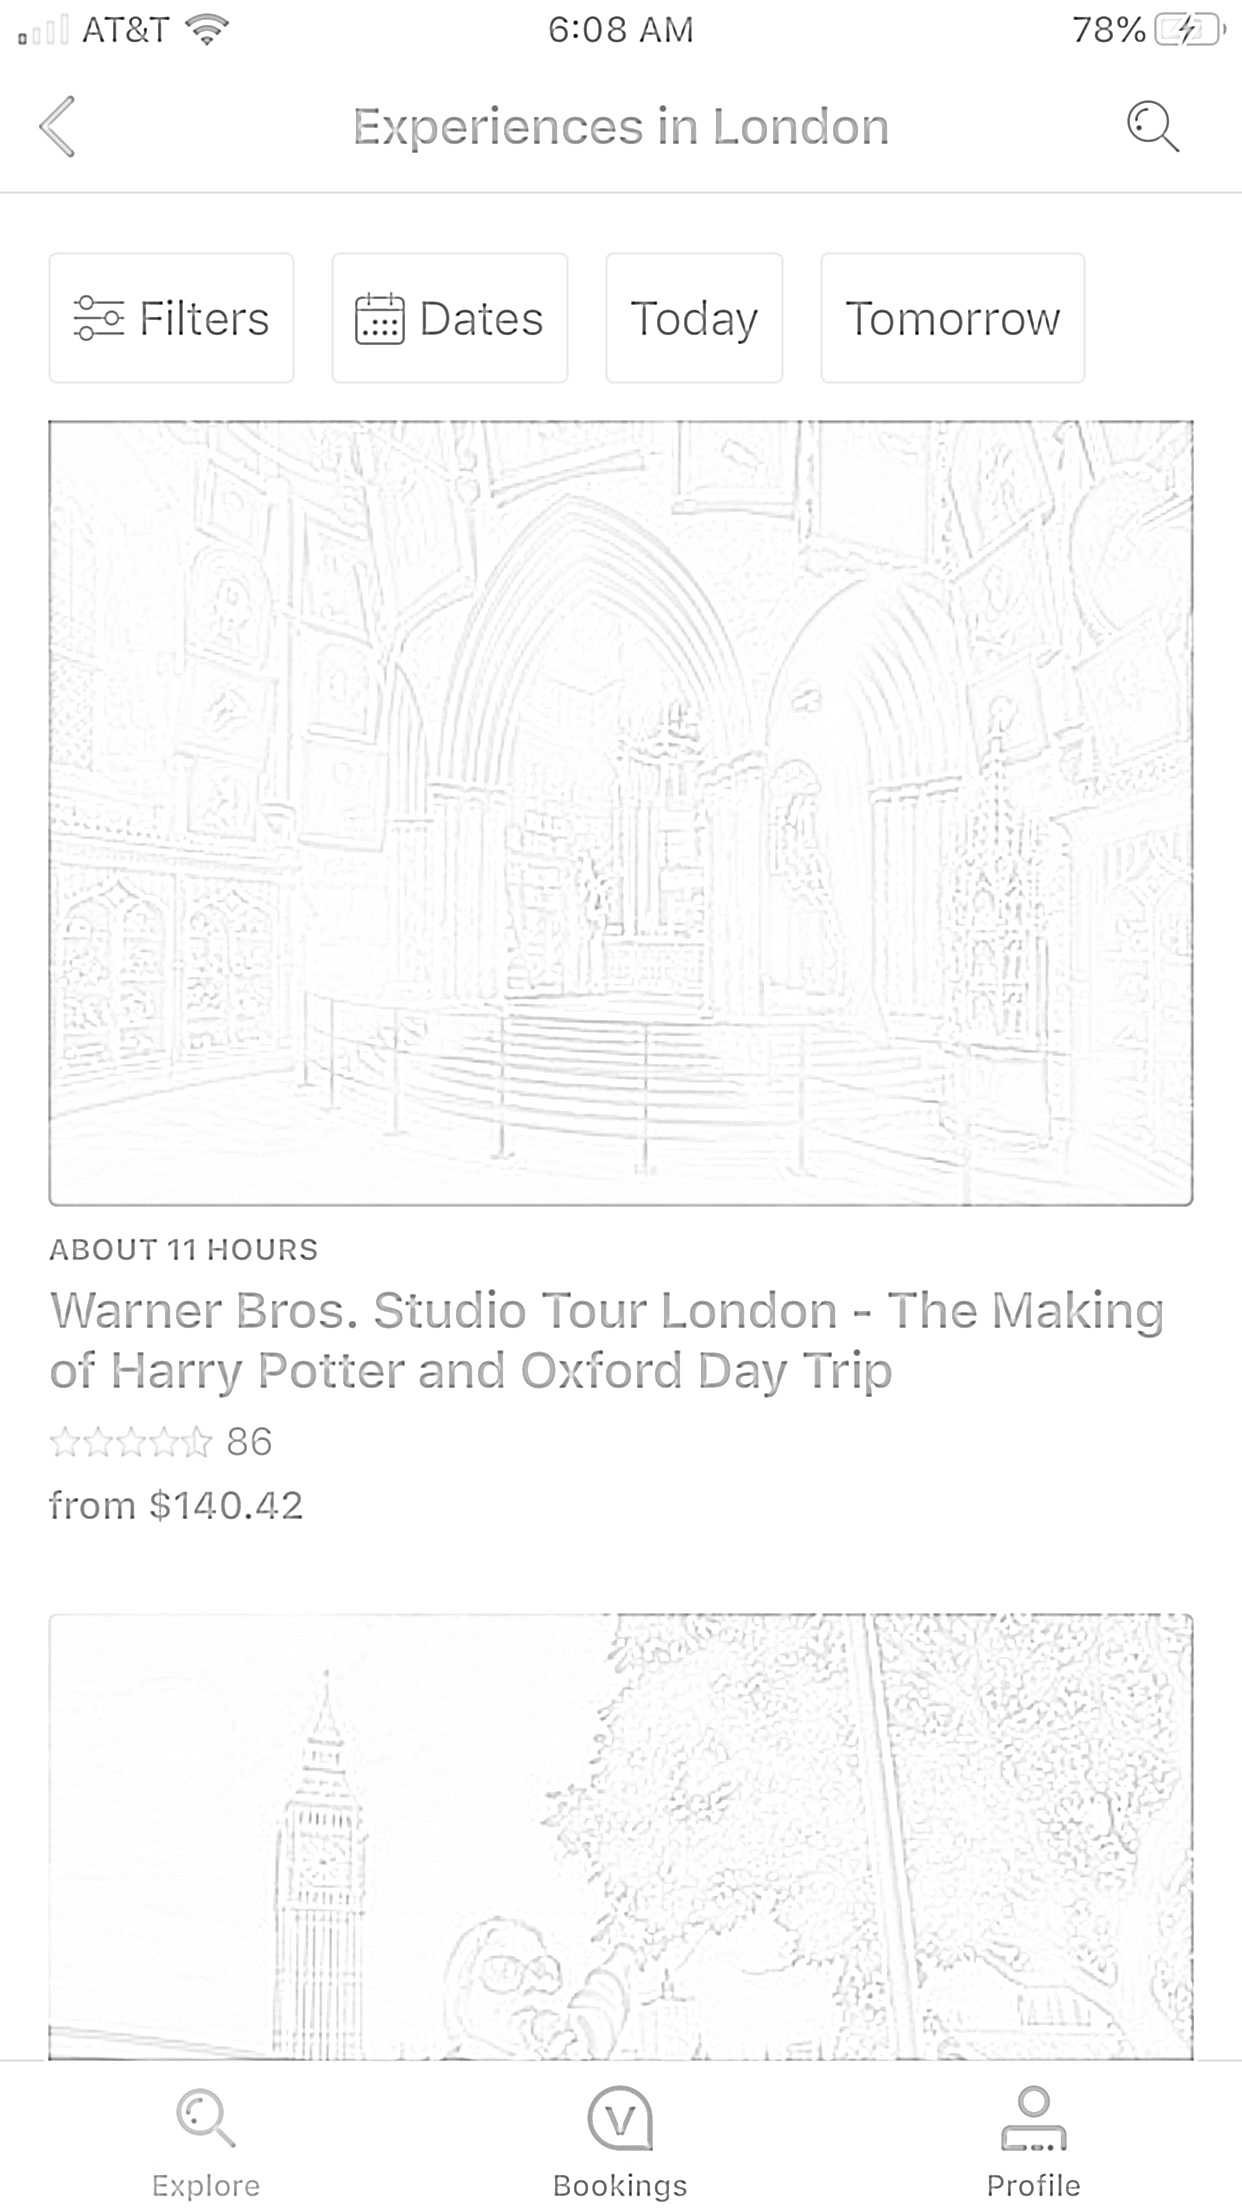 AT&T 6:08 AM 78%
Experiences in London
Filters Dates Today Tomorrow
ABOUT 11 HOURS
Warner Bros. Studio Tour London - The Making
of Harry Potter and Oxford Day Trip
86
from $140.42
V
Explore Bookings Profile